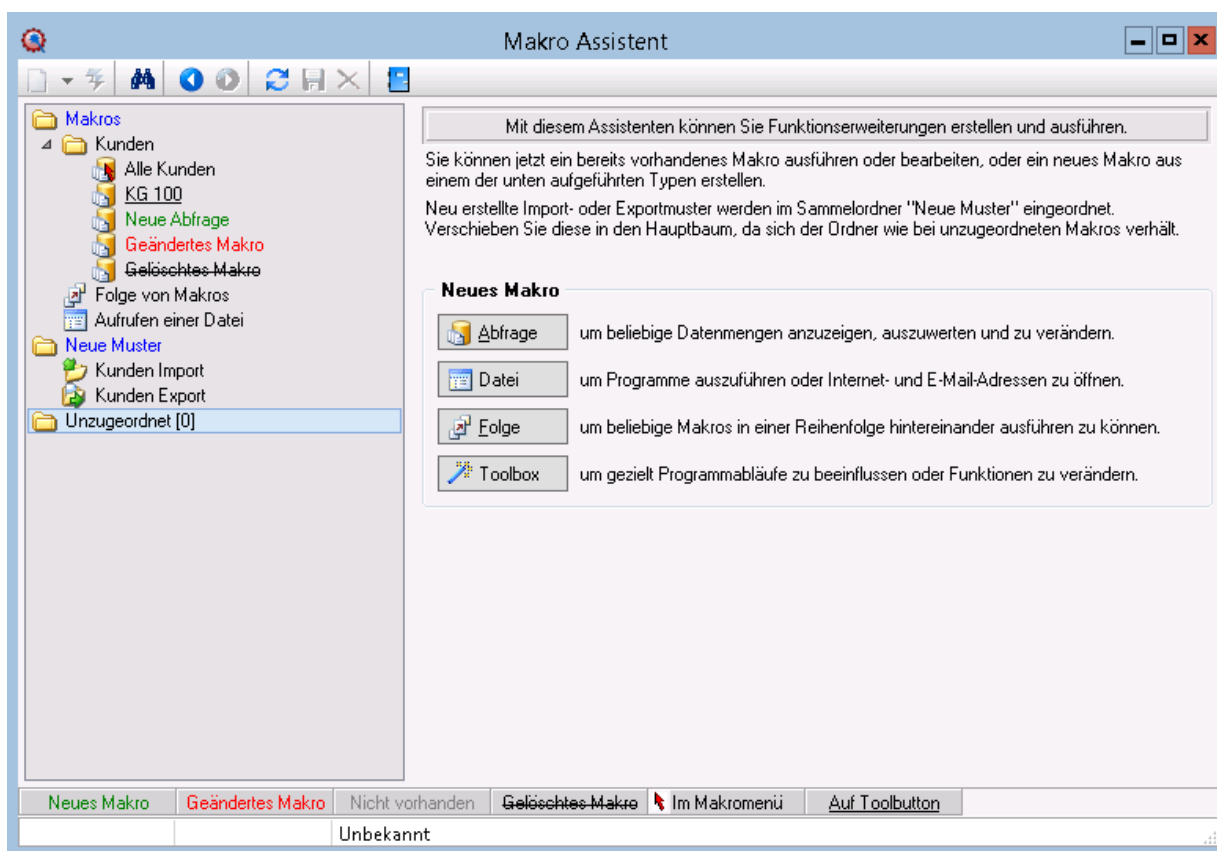 Makro Assistent
Makros
Kunden
Alle Kunden
KG 100
Neue Abfrage
Geändertes Makro
Gelöschtes Makro
Folge von Makros
Aufrufen einer Datei
Neue Muster
Kunden Import
Kunden Export
Unzugeordnet [0]
Mit diesem Assistenten können Sie Funktionserweiterungen erstellen und ausführen.
Sie können jetzt ein bereits vorhandenes Makro ausführen oder bearbeiten, oder ein neues Makro aus
einem der unten aufgeführten Typen erstellen.
Neu erstellte Import- oder Exportmuster werden im Sammelordner "Neue Muster" eingeordnet.
Verschieben Sie diese in den Hauptbaum, da sich der Ordner wie bei unzugeordneten Makros verhält.
Neues Makro
Abfrage um beliebige Datenmengen anzuzeigen, auszuwerten und zu verändern.
Datei um Programme auszuführen oder Internet- und E-Mail-Adressen zu öffnen.
Folge um beliebige Makros in einer Reihenfolge hintereinander ausführen zu können.
Toolbox um gezielt Programmabläufe zu beeinflussen oder Funktionen zu verändern.
Neues Makro Geändertes Makro Nicht vorhanden Gelöschtes Makro Im Makromenü Auf Toolbutton
Unbekannt